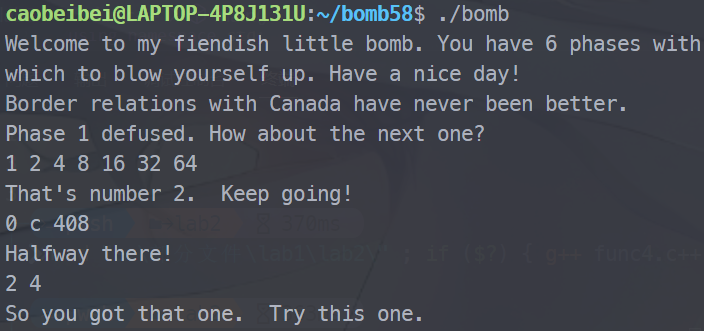 caobeibei@LAPTOP-4P8J131U:~/bomb58$ ./bomb
Welcome to my fiendish little bomb. You have 6 phases with
which to blow yourself up. Have a nice day!
Border relations with Canada have never been better.
Phase 1 defused. How about the next one?
1 2 4 8 16 32 64
That's number 2.  Keep going!
0 c 408
Halfway there!
2 4
So you got that one.  Try this one.